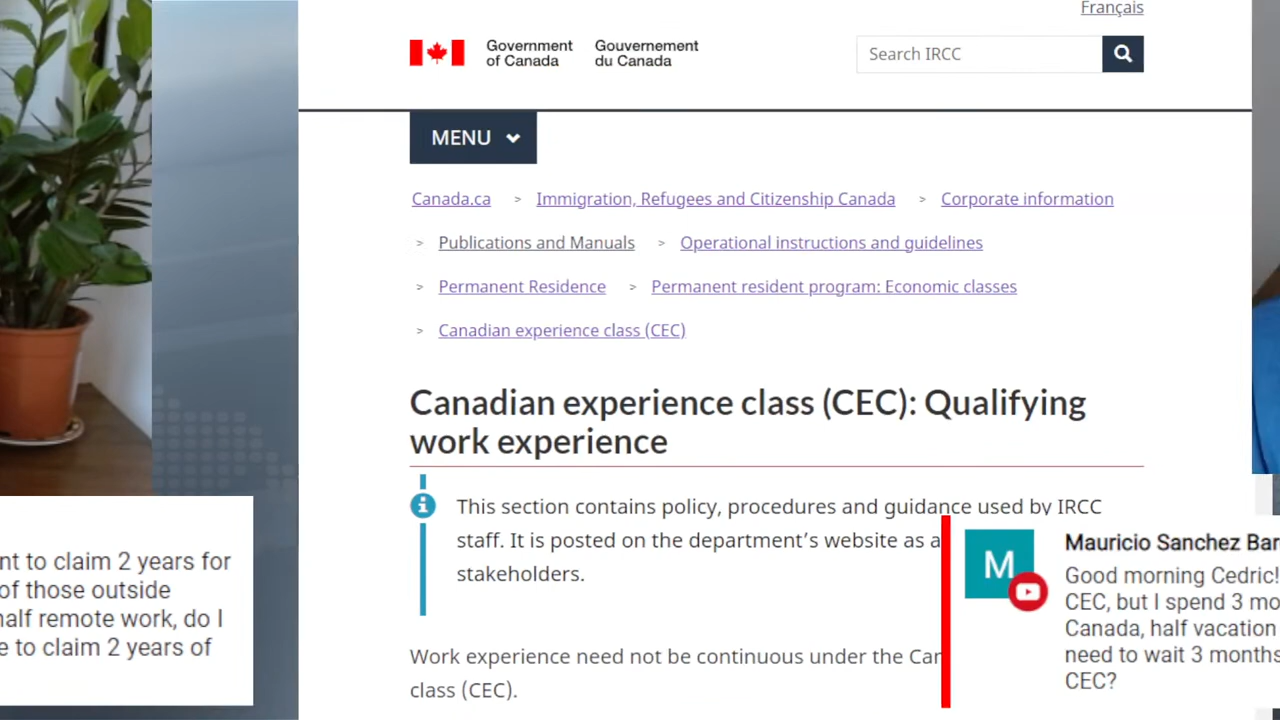 Français
Government of Canada
Gouvernement du Canada
Search IRCC
MENU
Canada.ca > Immigration, Refugees and Citizenship Canada > Corporate information
> Publications and Manuals > Operational instructions and guidelines
> Permanent Residence > Permanent resident program: Economic classes
> Canadian experience class (CEC)
Canadian experience class (CEC): Qualifying
work experience
This section contains policy, procedures and guidance used by IRCC
staff. It is posted on the department's website as a
stakeholders.
Work experience need not be continuous under the
class (CEC).
to claim 2 years for
of those outside
half remote work, do I
to claim 2 years of
M
Mauricio Sanchez
Good morning Cedric!
CEC, but I spend 3
Canada, half vacation
need to wait 3 months
CEC?